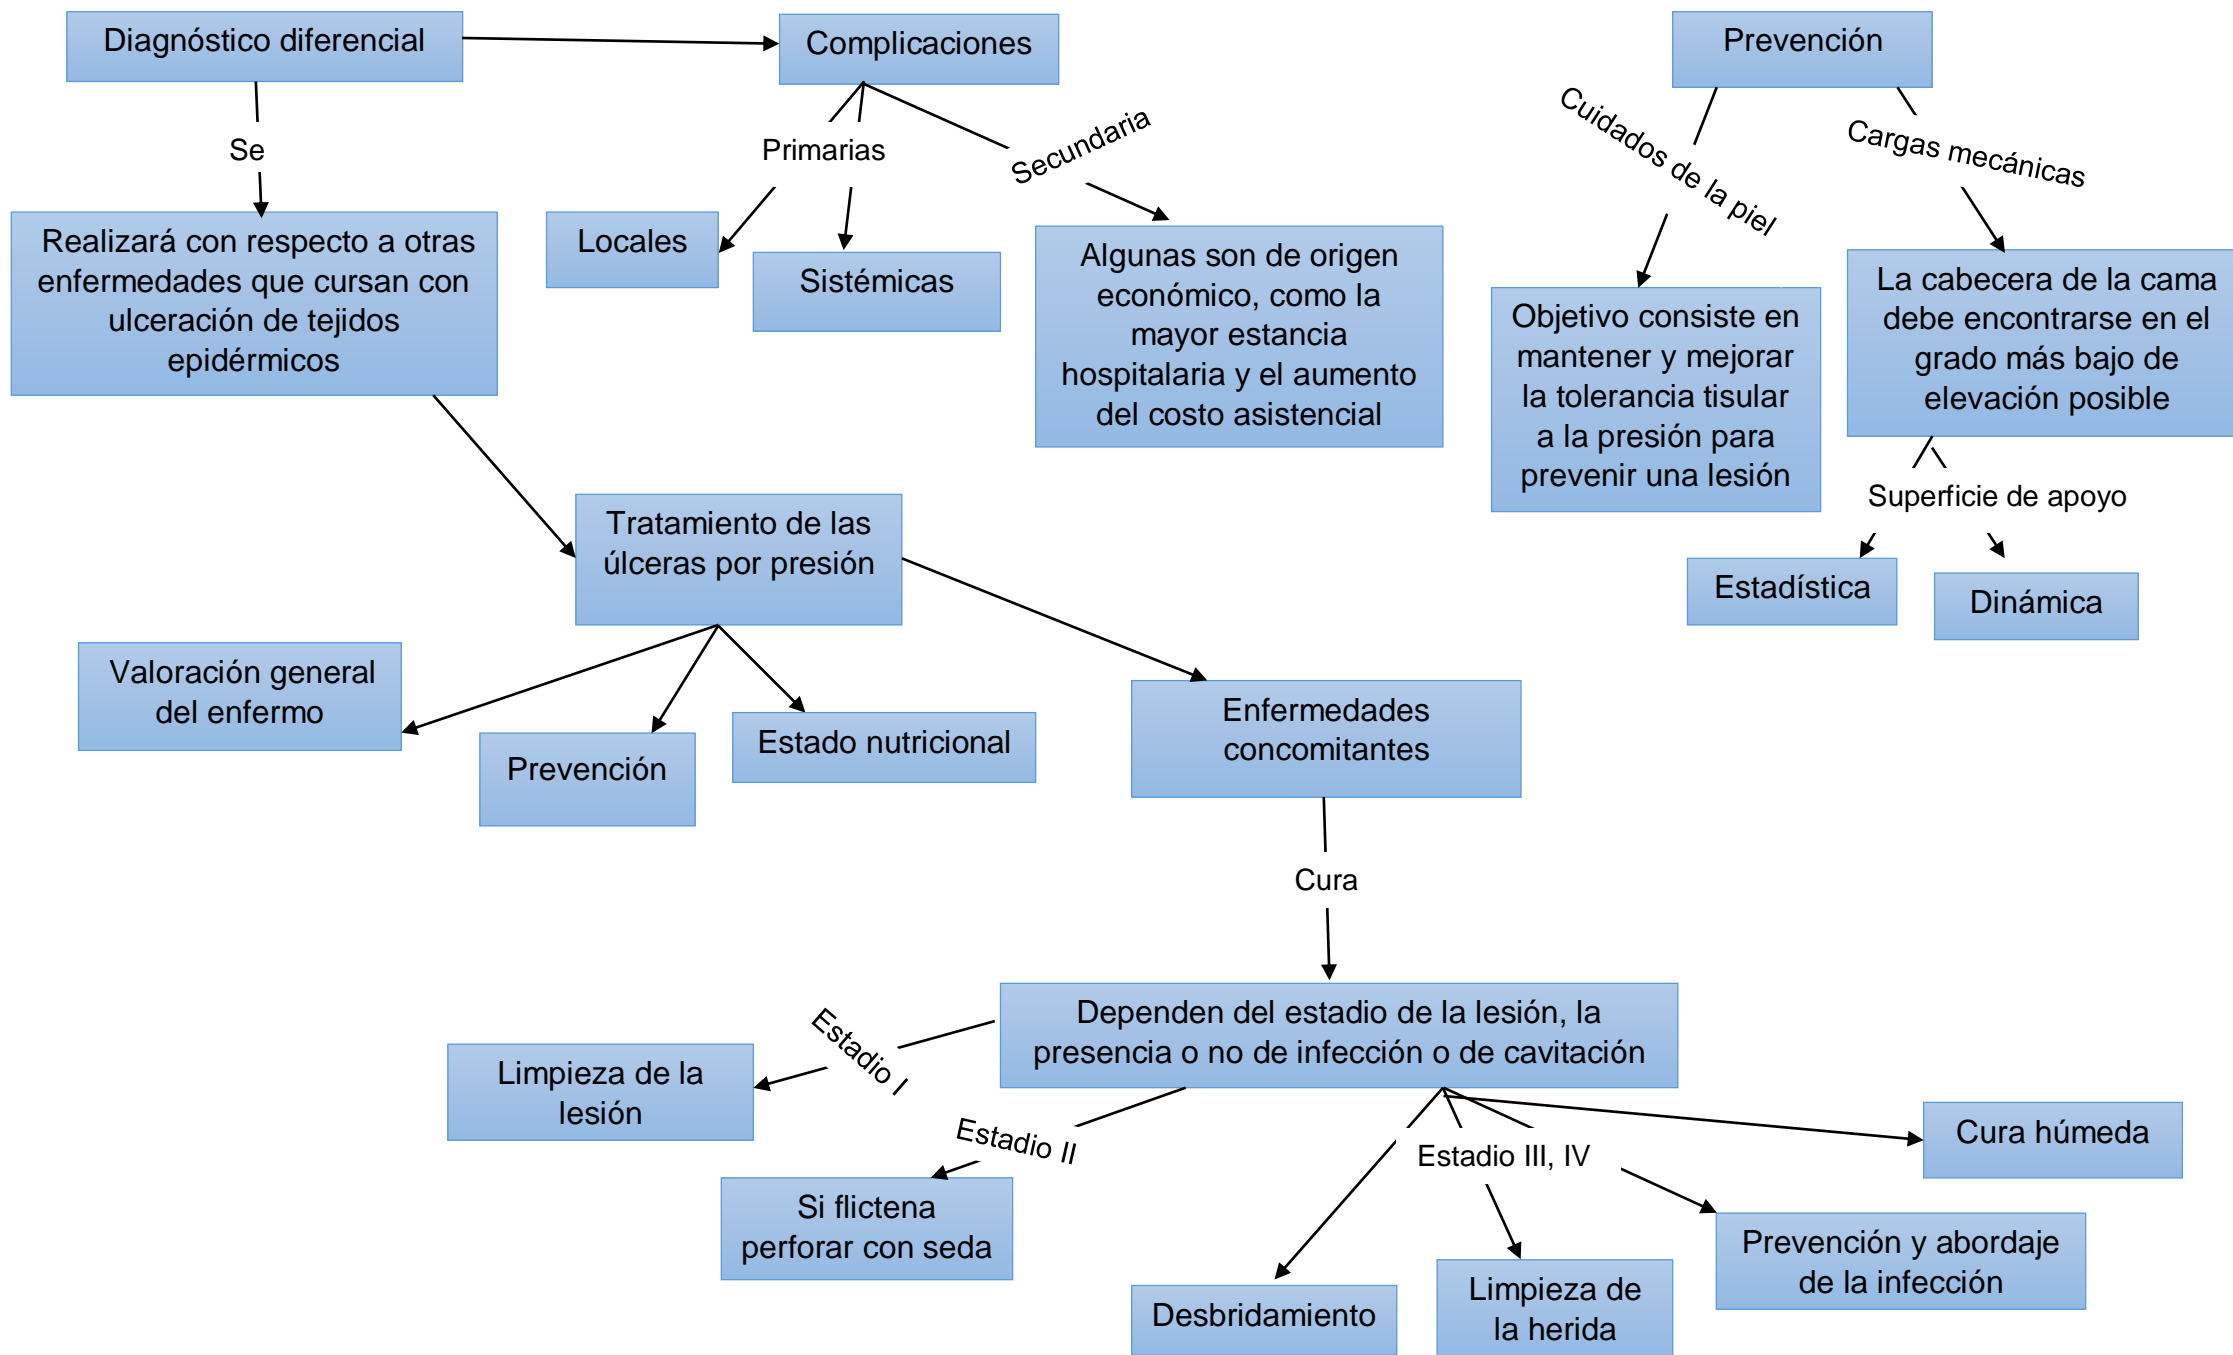 Diagnóstico diferencial
Complicaciones
Prevención
Se
Primarias
Secundaria
Cuidados de la piel
Cargas mecánicas
Realizará con respecto a otras
enfermedades que cursan con
ulceración de tejidos
epidérmicos
Locales
Sistémicas
Algunas son de origen
económico, como la
mayor estancia
hospitalaria y el aumento
del costo asistencial
Objetivo consiste en
mantener y mejorar
la tolerancia tisular
a la presión para
prevenir una lesión
La cabecera de la cama
debe encontrarse en el
grado más bajo de
elevación posible
Superficie de apoyo
Estadística
Dinámica
Tratamiento de las
úlceras por presión
Valoración general
del enfermo
Prevención
Estado nutricional
Enfermedades
concomitantes
Cura
Dependen del estadio de la lesión, la
presencia o no de infección o de cavitación
Estadio I
Limpieza de la
lesión
Estadio II
Si flictena
perforar con seda
Estadio III, IV
Cura húmeda
Prevención y abordaje
de la infección
Desbridamiento
Limpieza de
la herida